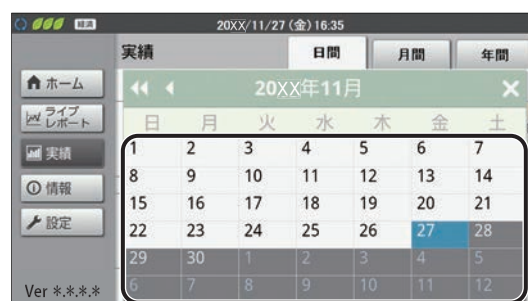 経済 20XX/11/27 (金) 16:35
実績 日間 月間 年間
ホーム
ライブ
レポート
実績
情報
設定
Ver *.*.*.*
20XX年11月
日 月 火 水 木 金 土
1 2 3 4 5 6 7
8 9 10 11 12 13 14
15 16 17 18 19 20 21
22 23 24 25 26 27 28
29 30 1 2 3 4 5
6 7 8 9 10 11 12